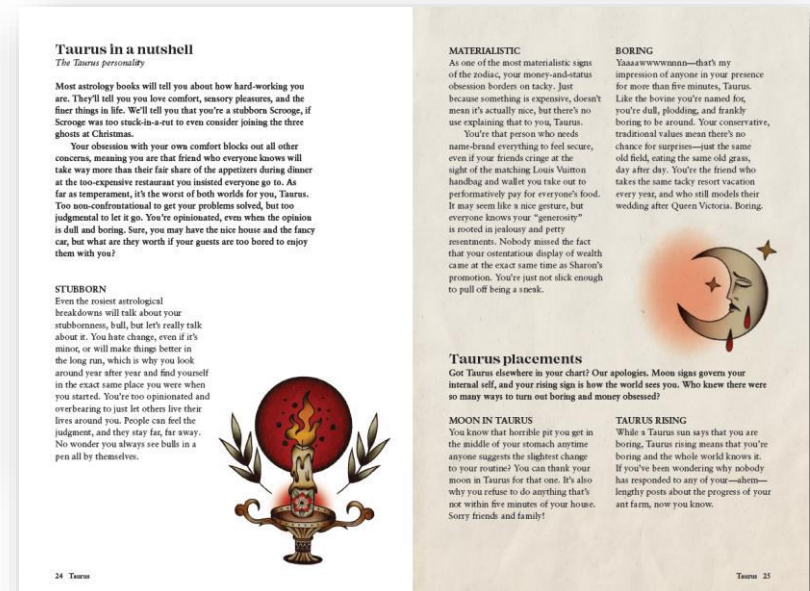 Taurus in a nutshell
The Taurus personality
Most astrology books will tell you about how hard-working you
are. They'll tell you you love comfort, sensory pleasures, and the
finer things in life. We'll tell you that you're a stubborn Scrooge, if
Scrooge was too stuck-in-a-rut to even consider joining the three
ghosts at Christmas.
Your obsession with your own comfort blocks out all other
concerns, meaning you are that friend who everyone knows will
take way more than their fair share of the appetizers during dinner
at the too-expensive restaurant you insisted everyone go to. As
far as temperament, it's the worst of both worlds for you, Taurus.
Too non-confrontational to get your problems solved, but too
judgmental to let it go. You're opinionated, even when the opinion
is dull and boring. Sure, you may have the nice house and the fancy
car, but what are they worth if your guests are too bored to enjoy
them with you?
STUBBORN
Even the rosiest astrological
breakdowns will talk about your
stubbornness, bull, but let's really talk
about it. You hate change, even if it's
minor, or will make things better in
the long run, which is why you look
around year after year and find yourself
in the exact same place you were when
you started. You're too opinionated and
overbearing to just let others live their
lives around you. People can feel the
judgment, and they stay far, far away.
No wonder you always see bulls in a
pen all by themselves.
24 Taurus
MATERIALISTIC
As one of the most materialistic signs
of the zodiac, your money-and-status
obsession borders on tacky. Just
because something is expensive, doesn't
mean it's actually nice, but there's no
use explaining that to you, Taurus.
You're that person who needs
name-brand everything to feel secure,
even if your friends cringe at the
sight of the matching Louis Vuitton
handbag and wallet you take out to
performatively pay for everyone's food.
It may seem like a nice gesture, but
everyone knows your "generosity"
is rooted in jealousy and petty
resentments. Nobody missed the fact
that your ostentatious display of wealth
came at the exact same time as Sharon's
promotion. You're just not slick enough
to pull off being a sneak.
BORING
Yaaawwwwnnnn—that's my
impression of anyone in your presence
for more than five minutes, Taurus.
Like the bovine you're named for,
you're dull, plodding, and frankly
boring to be around. Your conservative,
traditional values mean there's no
chance for surprises—just the same
old field, eating the same old grass,
day after day. You're the friend who
takes the same tacky resort vacation
every year, and who still models their
wedding after Queen Victoria. Boring.
Taurus placements
Got Taurus elsewhere in your chart? Our apologies. Moon signs govern your
internal self, and your rising sign is how the world sees you. Who knew there were
so many ways to turn out boring and money obsessed?
MOON IN TAURUS
You know that horrible pit you get in
the middle of your stomach anytime
anyone suggests the slightest change
to your routine? You can thank your
moon in Taurus for that one. It's also
why you refuse to do anything that's
not within five minutes of your house.
Sorry friends and family!
TAURUS RISING
While a Taurus sun says that you are
boring, Taurus rising means that you're
boring and the whole world knows it.
If you've been wondering why nobody
has responded to any of your—ahem—
lengthy posts about the progress of your
ant farm, now you know.
Taurus 25